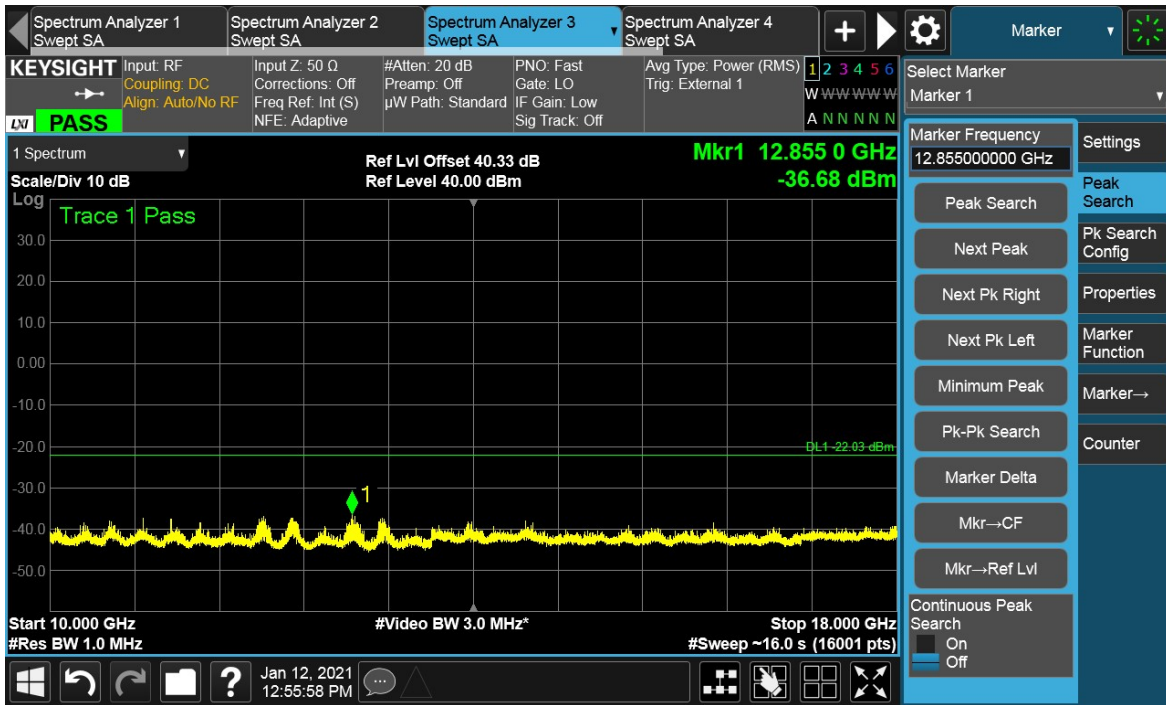 Spectrum Analyzer 1
Swept SA
Spectrum Analyzer 2
Swept SA
Spectrum Analyzer 3
Swept SA
Spectrum Analyzer 4
Swept SA
+
Marker
KEYSIGHT
LXI PASS
Input: RF
Coupling: DC
Align: Auto/No RF
Input Z: 50 Ω
Corrections: Off
Freq Ref: Int (S)
NFE: Adaptive
#Atten: 20 dB
Preamp: Off
µW Path: Standard
PNO: Fast
Gate: LO
IF Gain: Low
Sig Track: Off
Avg Type: Power (RMS)
Trig: External 1
1 2 3 4 5 6
W W W W W W
A N N N N N
Select Marker
Marker 1
1 Spectrum
Scale/Div 10 dB
Ref Lvl Offset 40.33 dB
Ref Level 40.00 dBm
Mkr1 12.855 0 GHz
-36.68 dBm
Log
Trace 1 Pass
30.0
20.0
10.0
0.00
-10.0
-20.0
-30.0
-40.0
-50.0
DL1 -22.03 dBm
1
Start 10.000 GHz
#Res BW 1.0 MHz
#Video BW 3.0 MHz*
Stop 18.000 GHz
#Sweep ~16.0 s (16001 pts)
Marker Frequency
12.855000000 GHz
Peak Search
Next Peak
Next Pk Right
Next Pk Left
Minimum Peak
Pk-Pk Search
Marker Delta
Mkr→CF
Mkr→Ref Lvl
Continuous Peak
Search
On
Off
Settings
Peak
Search
Pk Search
Config
Properties
Marker
Function
Marker→
Counter
?
Jan 12, 2021
12:55:58 PM